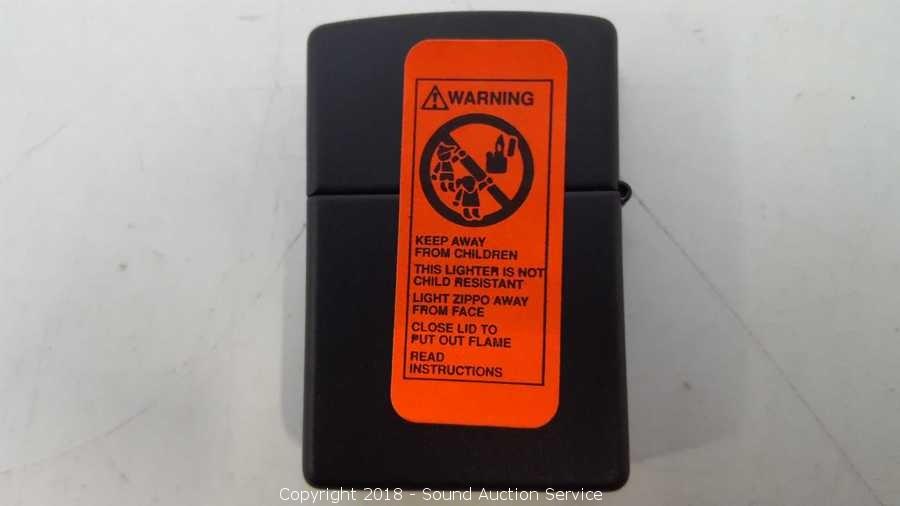 WARNING
KEEP AWAY
FROM CHILDREN
THIS LIGHTER IS NOT
CHILD RESISTANT
LIGHT ZIPPO AWAY
FROM FACE
CLOSE LID TO
PUT OUT FLAME
READ
INSTRUCTIONS
Copyright 2018 - Sound Auction Service